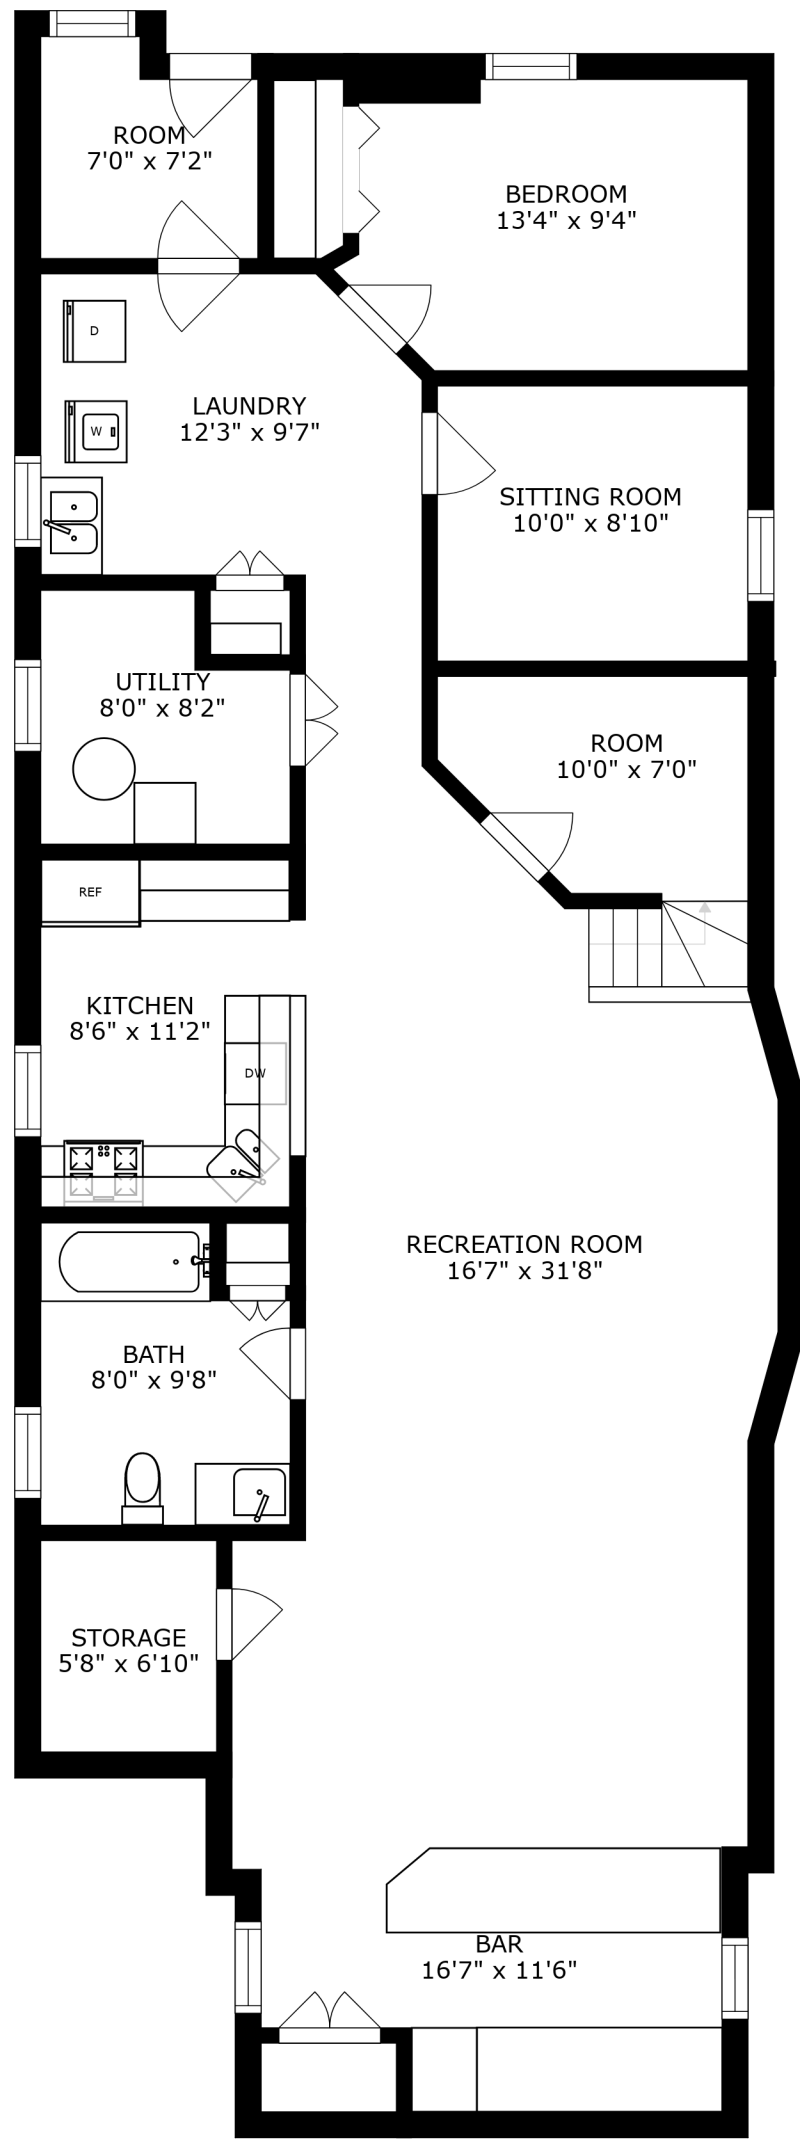 ROOM
7'0" x 7'2"
BEDROOM
13'4" x 9'4"
D
LAUNDRY
12'3" x 9'7"
W
SITTING ROOM
10'0" x 8'10"
UTILITY
8'0" x 8'2"
ROOM
10'0" x 7'0"
REF
KITCHEN
8'6" x 11'2"
DW
RECREATION ROOM
16'7" x 31'8"
BATH
8'0" x 9'8"
STORAGE
5'8" x 6'10"
BAR
16'7" x 11'6"